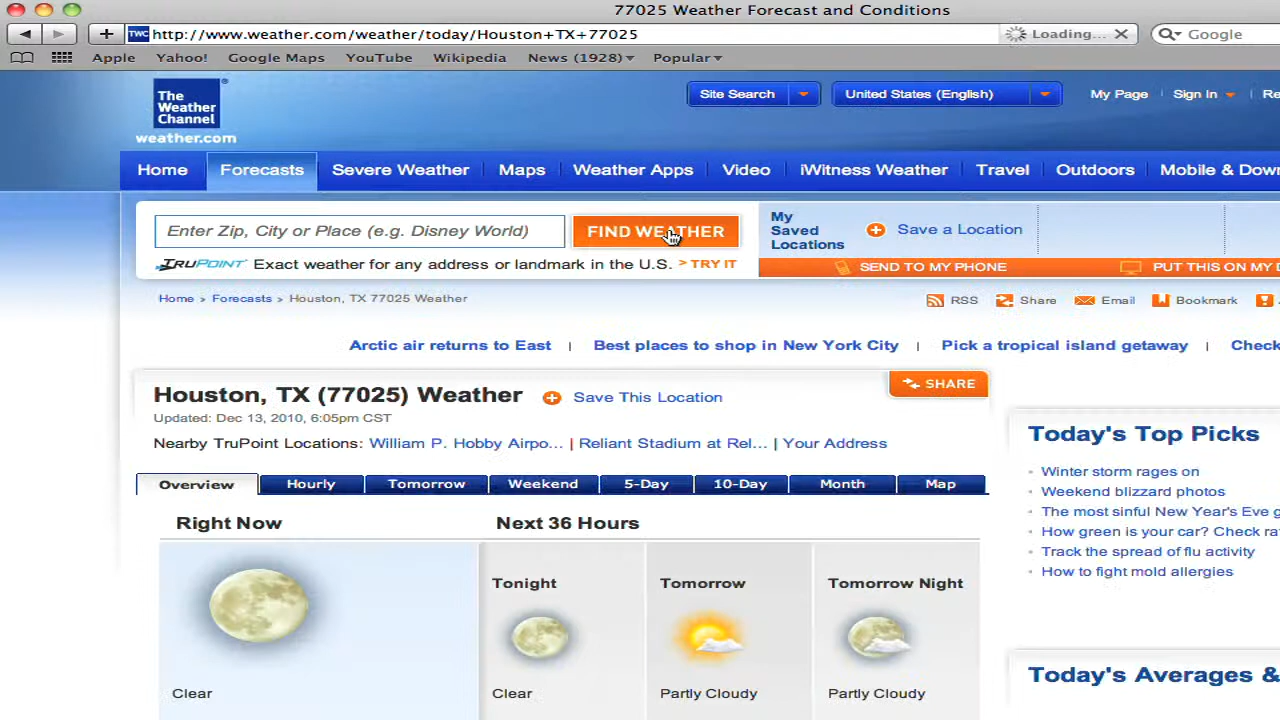 77025 Weather Forecast and Conditions
TWC http://www.weather.com/weather/today/Houston+TX+77025 Loading... Google
Apple Yahoo! Google Maps YouTube Wikipedia News (1928) Popular
The Weather Channel
weather.com
Site Search United States (English) My Page Sign In
Home Forecasts Severe Weather Maps Weather Apps Video iWitness Weather Travel Outdoors Mobile &
Enter Zip, City or Place (e.g. Disney World) FIND WEATHER
TRUPOINT Exact weather for any address or landmark in the U.S. > TRY IT
My Saved Locations
Save a Location
SEND TO MY PHONE PUT THIS ON MY
Home > Forecasts > Houston, TX 77025 Weather
RSS Share Email Bookmark
Arctic air returns to East | Best places to shop in New York City | Pick a tropical island getaway | Check
Houston, TX (77025) Weather Save This Location
SHARE
Updated: Dec 13, 2010, 6:05pm CST
Nearby TruPoint Locations: William P. Hobby Airpo... | Reliant Stadium at Rel... | Your Address
Overview Hourly Tomorrow Weekend 5-Day 10-Day Month Map
Right Now Next 36 Hours
Tonight Tomorrow Tomorrow Night
Clear Clear Partly Cloudy Partly Cloudy
Today's Top Picks
Winter storm rages on
Weekend blizzard photos
The most sinful New Year's Eve
How green is your car? Check
Track the spread of flu activity
How to fight mold allergies
Today's Averages &